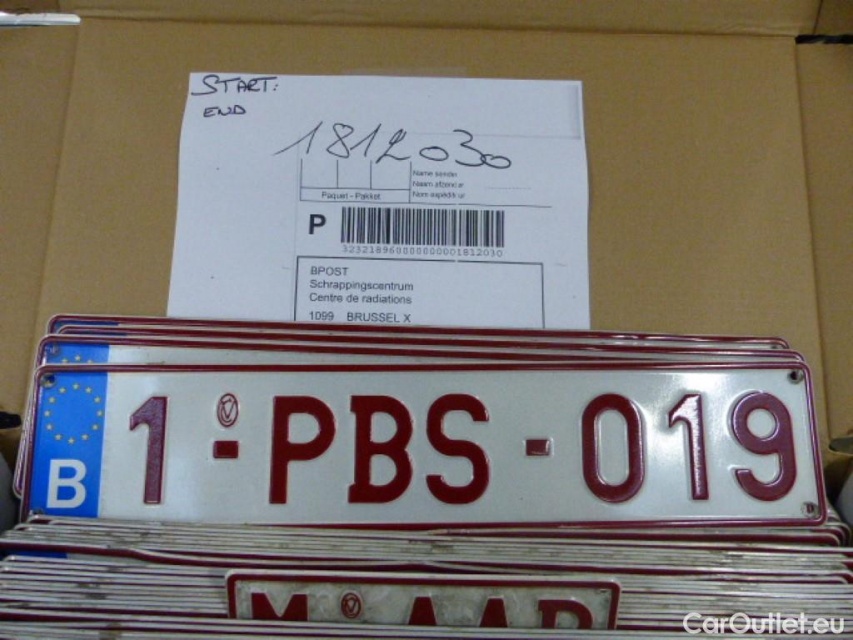 START:
END
1812030
Name sender
Naam afzender
Nom expéditeur
Paquet - Pakket
P
3232189600000000001812030
BPOST
Schrappingscentrum
Centre de radiations
1099 BRUSSEL X
B 1-PBS-019
CarOutlet.eu